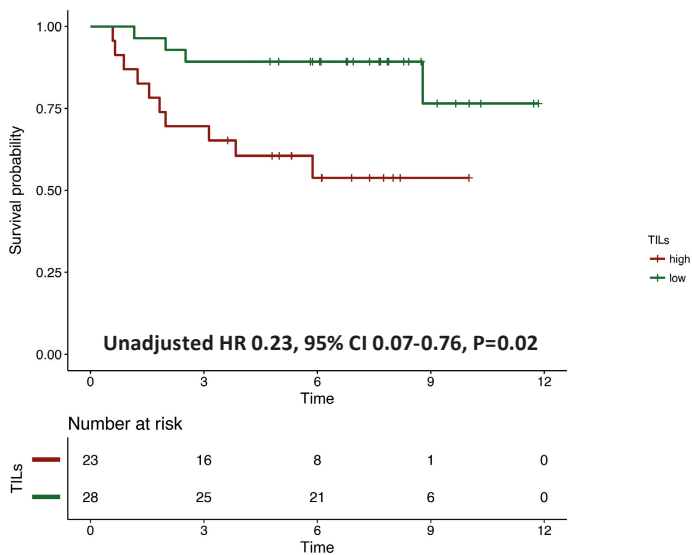 1.00
0.75
0.50
0.25
0.00
Survival probability
Unadjusted HR 0.23, 95% CI 0.07-0.76, P=0.02
0 3 6 9 12
Time
TILs
high
low
Number at risk
TILs
23 16 8 1 0
28 25 21 6 0
0 3 6 9 12
Time